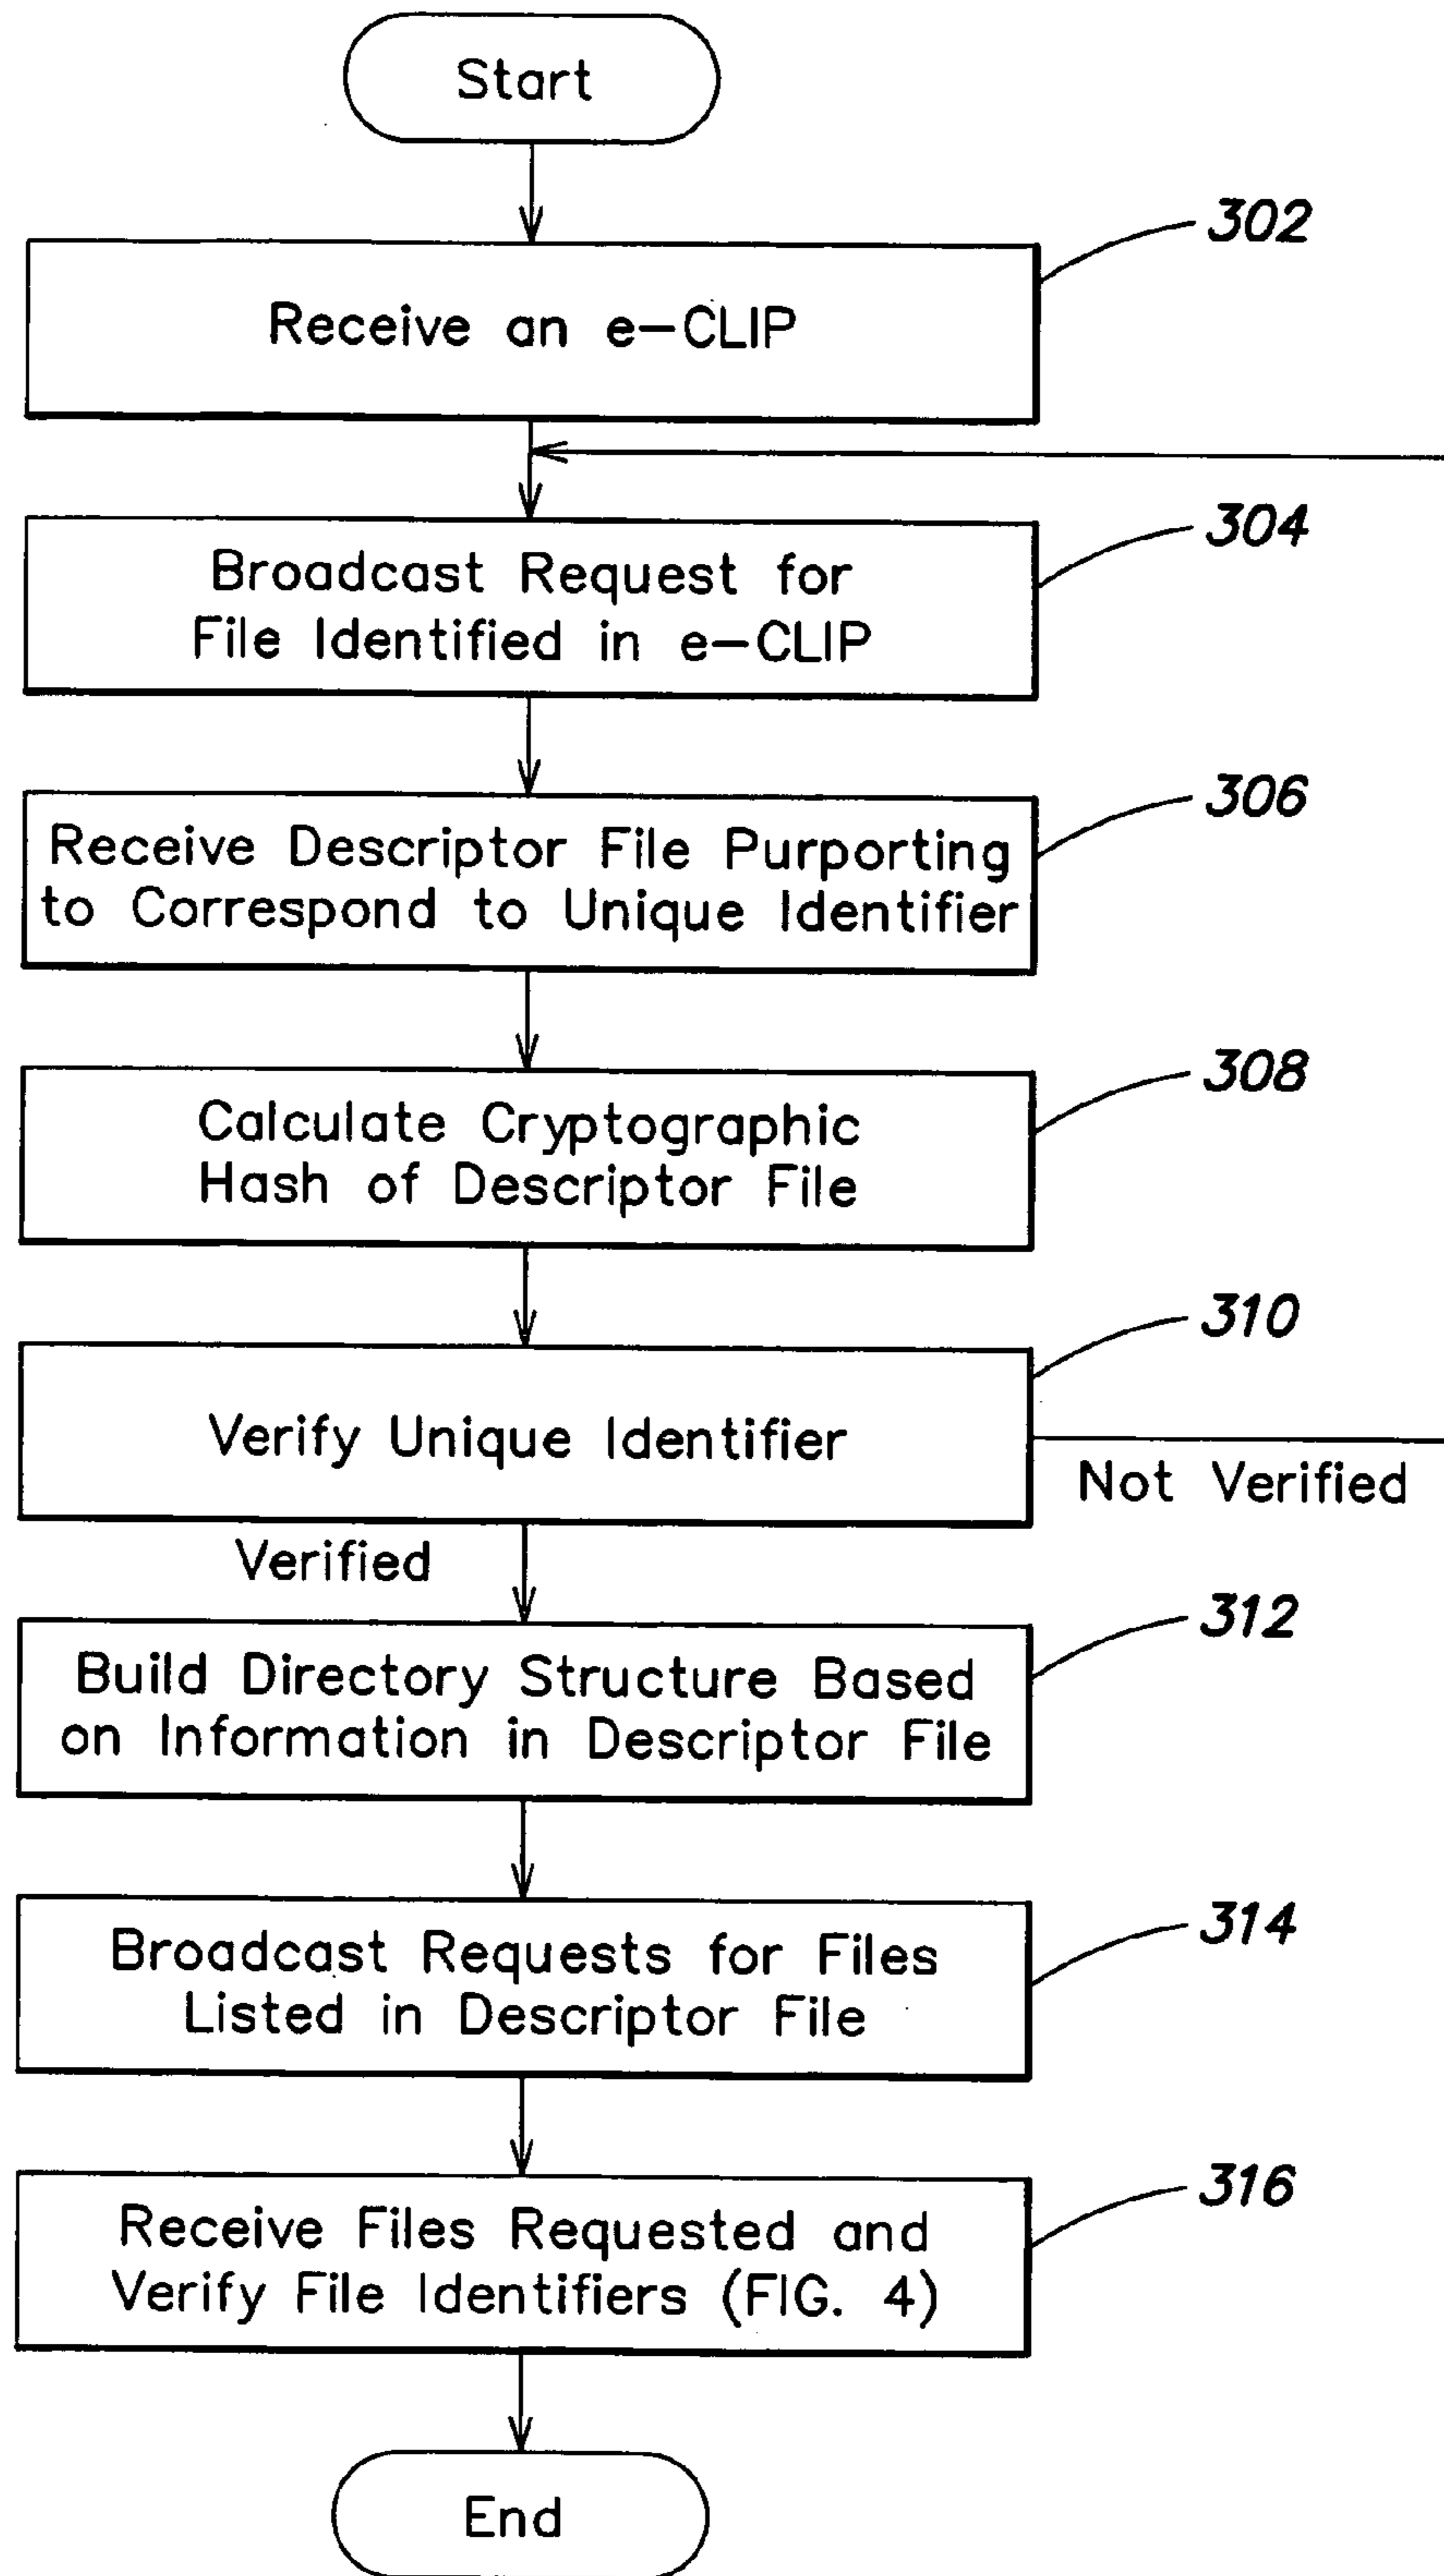 Start
302
Receive an e-CLIP
304
Broadcast Request for
File Identified in e-CLIP
306
Receive Descriptor File Purporting
to Correspond to Unique Identifier
308
Calculate Cryptographic
Hash of Descriptor File
310
Verify Unique Identifier
Not Verified
Verified
312
Build Directory Structure Based
on Information in Descriptor File
314
Broadcast Requests for Files
Listed in Descriptor File
316
Receive Files Requested and
Verify File Identifiers (FIG. 4)
End